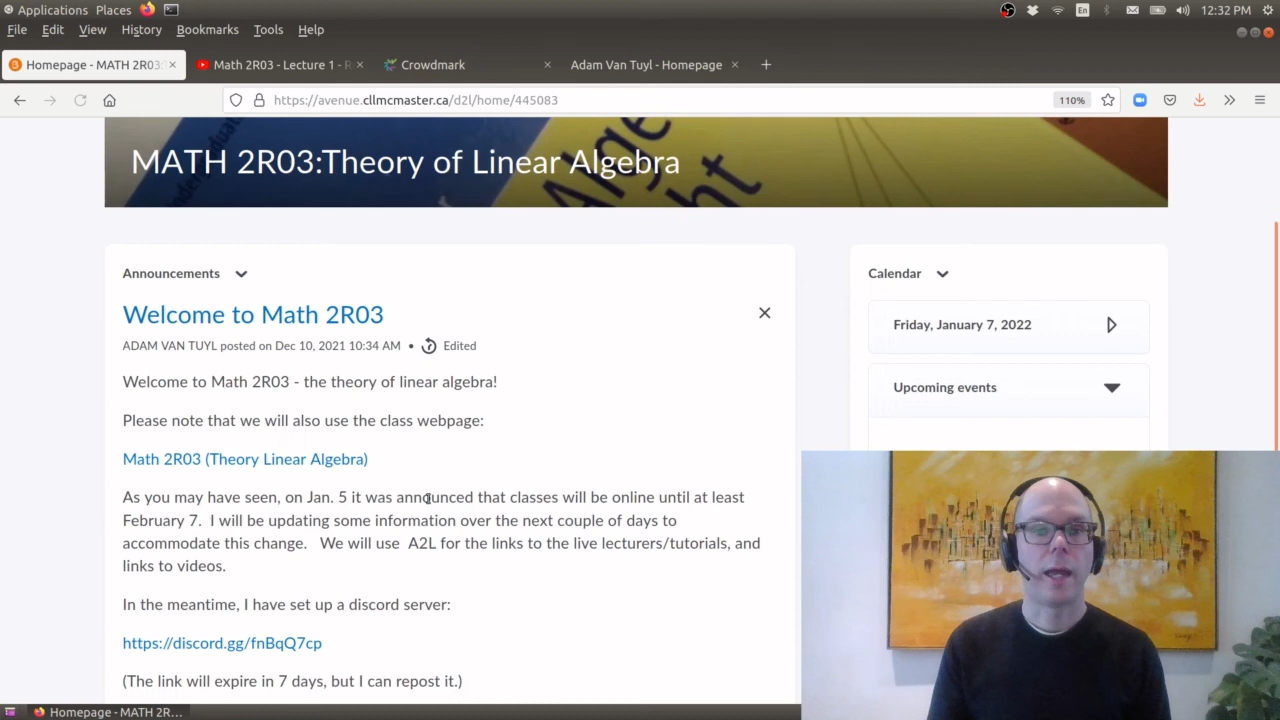 Applications Places 12:32 PM
En
File Edit View History Bookmarks Tools Help
Homepage - MATH 2R03: Math 2R03 - Lecture 1 - R Crowdmark Adam Van Tuyl - Homepage
https://avenue.cllmcmaster.ca/d2l/home/445083 110%
MATH 2R03:Theory of Linear Algebra
Announcements
Welcome to Math 2R03
ADAM VAN TUYL posted on Dec 10, 2021 10:34 AM • Edited
Welcome to Math 2R03 - the theory of linear algebra!
Please note that we will also use the class webpage:
Math 2R03 (Theory Linear Algebra)
As you may have seen, on Jan. 5 it was announced that classes will be online until at least
February 7.  I will be updating some information over the next couple of days to
accommodate this change.   We will use  A2L for the links to the live lecturers/tutorials, and
links to videos.
In the meantime, I have set up a discord server:
https://discord.gg/fnBqQ7cp
(The link will expire in 7 days, but I can repost it.)
Calendar
Friday, January 7, 2022
Upcoming events
Homepage - MATH 2R...